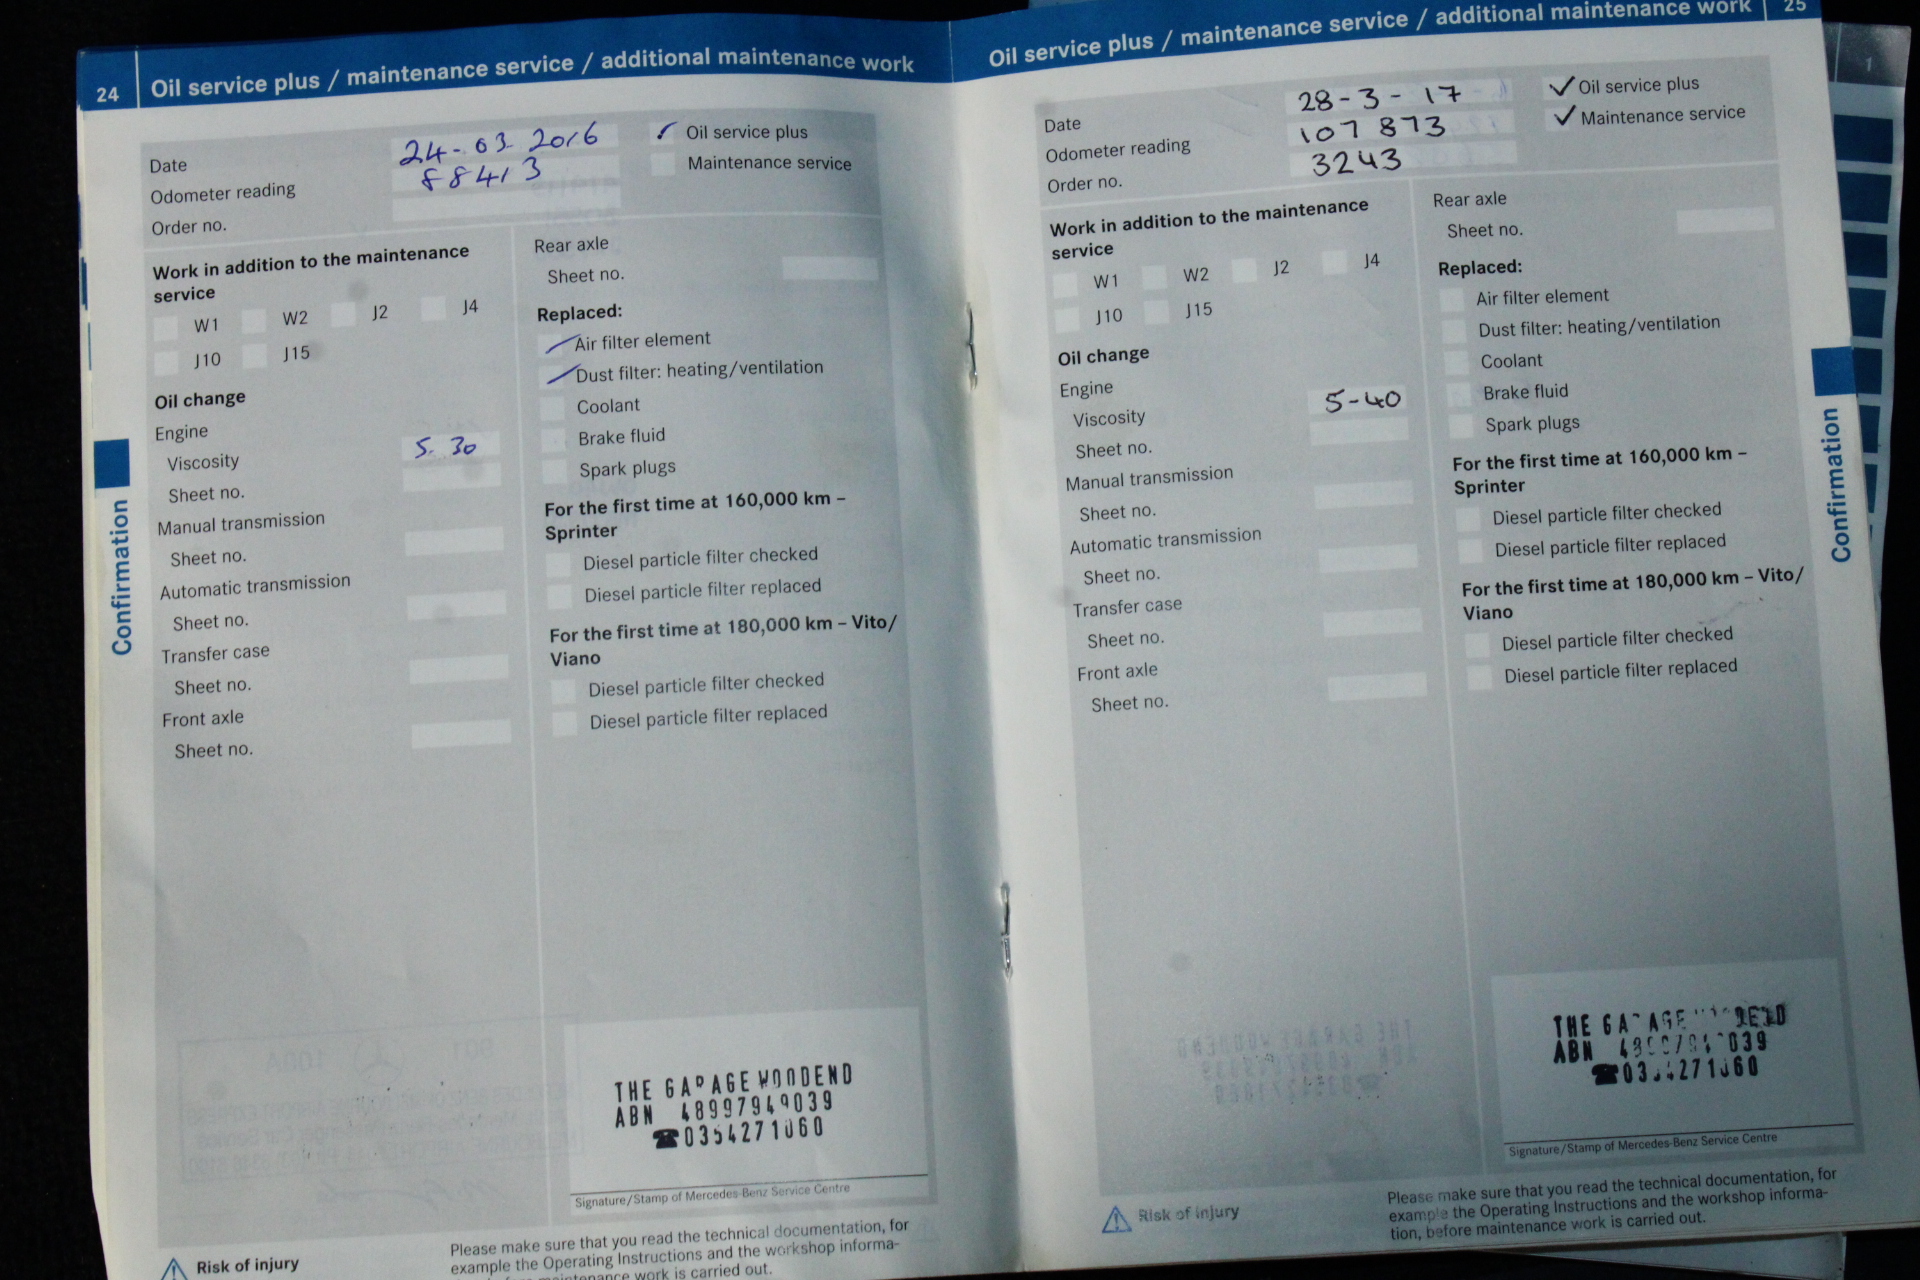 24 Oil service plus / maintenance service / additional maintenance work
Date 24-03-2016
Odometer reading 88413
Order no.
Oil service plus
Maintenance service
Work in addition to the maintenance
service
W1 W2 J2 J4
J10 J15
Oil change
Engine
Viscosity 5-30
Sheet no.
Manual transmission
Sheet no.
Automatic transmission
Sheet no.
Transfer case
Sheet no.
Front axle
Sheet no.
Rear axle
Sheet no.
Replaced:
Air filter element
Dust filter: heating/ventilation
Coolant
Brake fluid
Spark plugs
For the first time at 160,000 km –
Sprinter
Diesel particle filter checked
Diesel particle filter replaced
For the first time at 180,000 km – Vito/
Viano
Diesel particle filter checked
Diesel particle filter replaced
Confirmation
THE GARAGE WOODEND
ABN 48997949039
☎0354271060
Signature/Stamp of Mercedes-Benz Service Centre
Risk of injury
Please make sure that you read the technical documentation, for
example the Operating Instructions and the workshop informa-
maintenance work is carried out.
Oil service plus / maintenance service / additional maintenance work 25
Date 28-3-17
Odometer reading 107 873
Order no. 3243
Oil service plus
Maintenance service
Work in addition to the maintenance
service
W1 W2 J2 J4
J10 J15
Oil change
Engine
Viscosity 5-40
Sheet no.
Manual transmission
Sheet no.
Automatic transmission
Sheet no.
Transfer case
Sheet no.
Front axle
Sheet no.
Rear axle
Sheet no.
Replaced:
Air filter element
Dust filter: heating/ventilation
Coolant
Brake fluid
Spark plugs
For the first time at 160,000 km –
Sprinter
Diesel particle filter checked
Diesel particle filter replaced
For the first time at 180,000 km – Vito/
Viano
Diesel particle filter checked
Diesel particle filter replaced
Confirmation
THE GARAGE WOODEND
ABN 48997949039
☎0354271060
Signature/Stamp of Mercedes-Benz Service Centre
Risk of injury
Please make sure that you read the technical documentation, for
example the Operating Instructions and the workshop informa-
tion, before maintenance work is carried out.
1